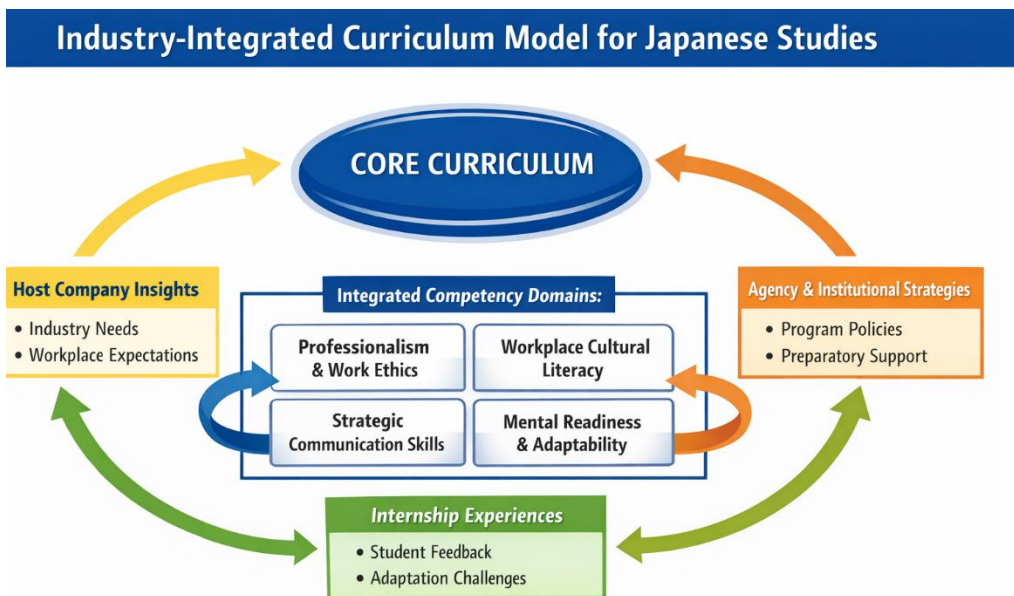 Industry-Integrated Curriculum Model for Japanese Studies
CORE CURRICULUM
Host Company Insights
• Industry Needs
• Workplace Expectations
Integrated Competency Domains:
Professionalism
& Work Ethics
Workplace Cultural
Literacy
Strategic
Communication Skills
Mental Readiness
& Adaptability
Agency & Institutional Strategies
• Program Policies
• Preparatory Support
Internship Experiences
• Student Feedback
• Adaptation Challenges